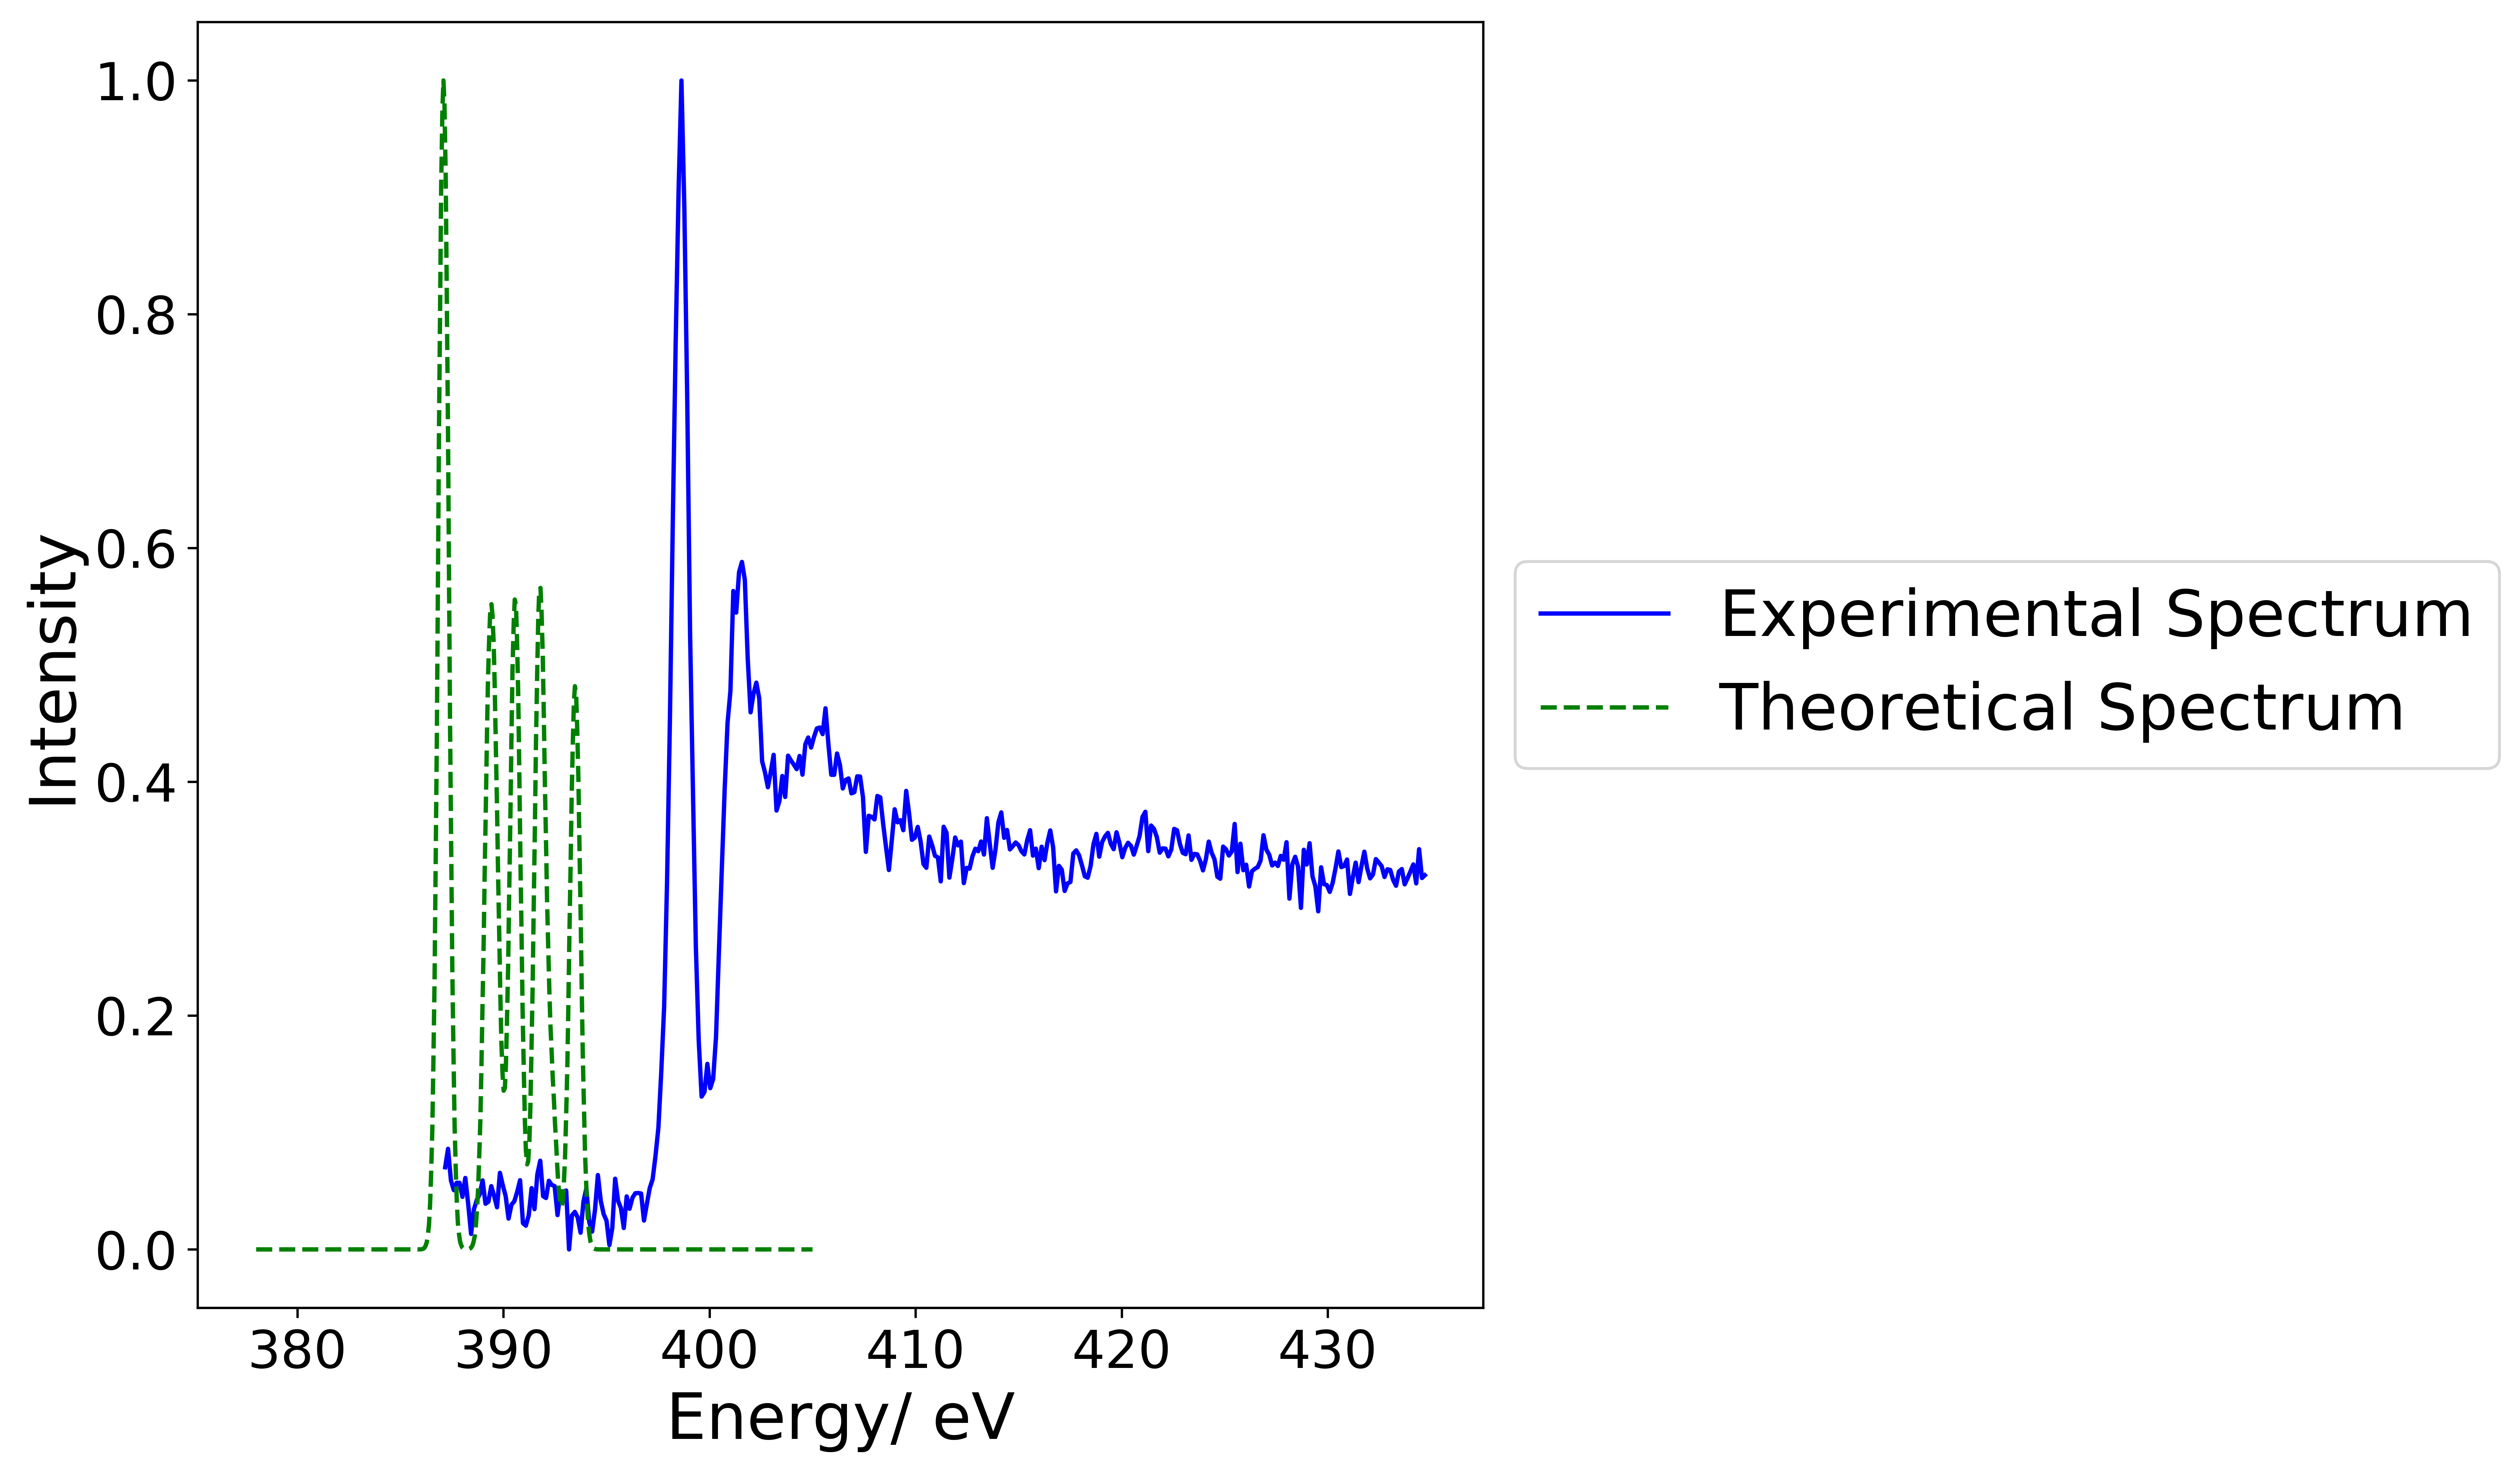 1.0
0.8
0.6
0.4
0.2
0.0
Intensity
380 390 400 410 420 430
Energy/ eV
Experimental Spectrum
Theoretical Spectrum